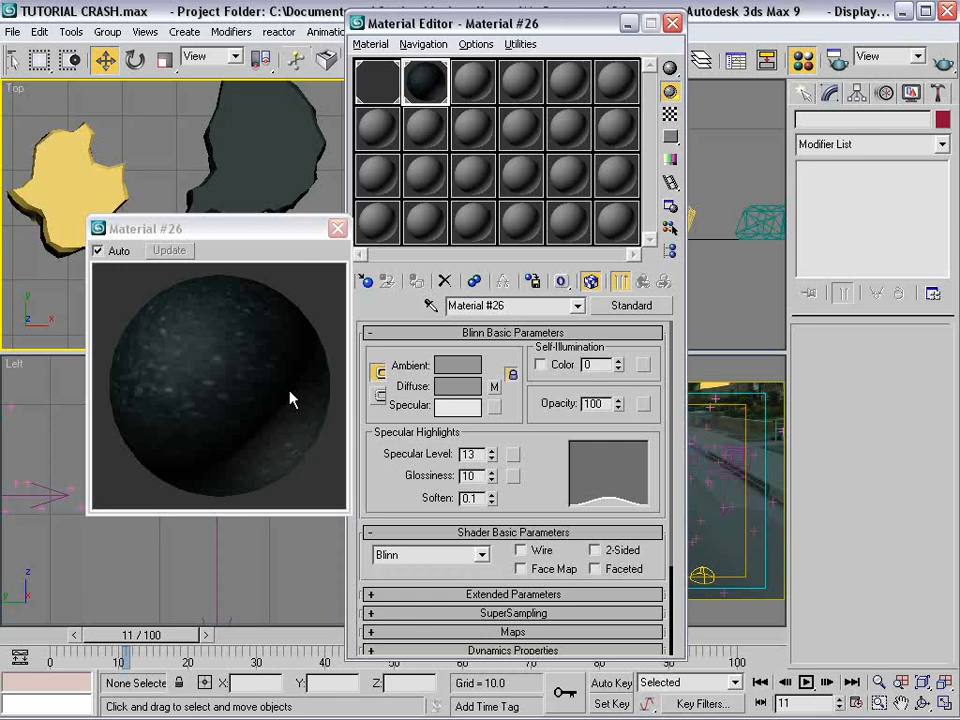 TUTORIAL CRASH.max - Project Folder: C:\Document
Autodesk 3ds Max 9 - Display...
File Edit Tools Group Views Create Modifiers reactor Animation
View
View
Material Editor - Material #26
Material Navigation Options Utilities
Top
Modifier List
Material #26
Auto Update
Material #26 Standard
Blinn Basic Parameters
Self-Illumination
Ambient: Color 0
Diffuse: M
Specular: Opacity: 100
Specular Highlights
Specular Level: 13
Glossiness: 10
Soften: 0.1
Shader Basic Parameters
Blinn Wire 2-Sided
Face Map Faceted
Extended Parameters
SuperSampling
Maps
Dynamics Properties
Left
y
x
z
z
y
x
< 11 / 100 >
0 10 20 30 40 50 60 70 80 90 100
None Selecte X: Y: Z: Grid = 10.0 Auto Key Selected
Click and drag to select and move objects Add Time Tag Set Key Key Filters... 11